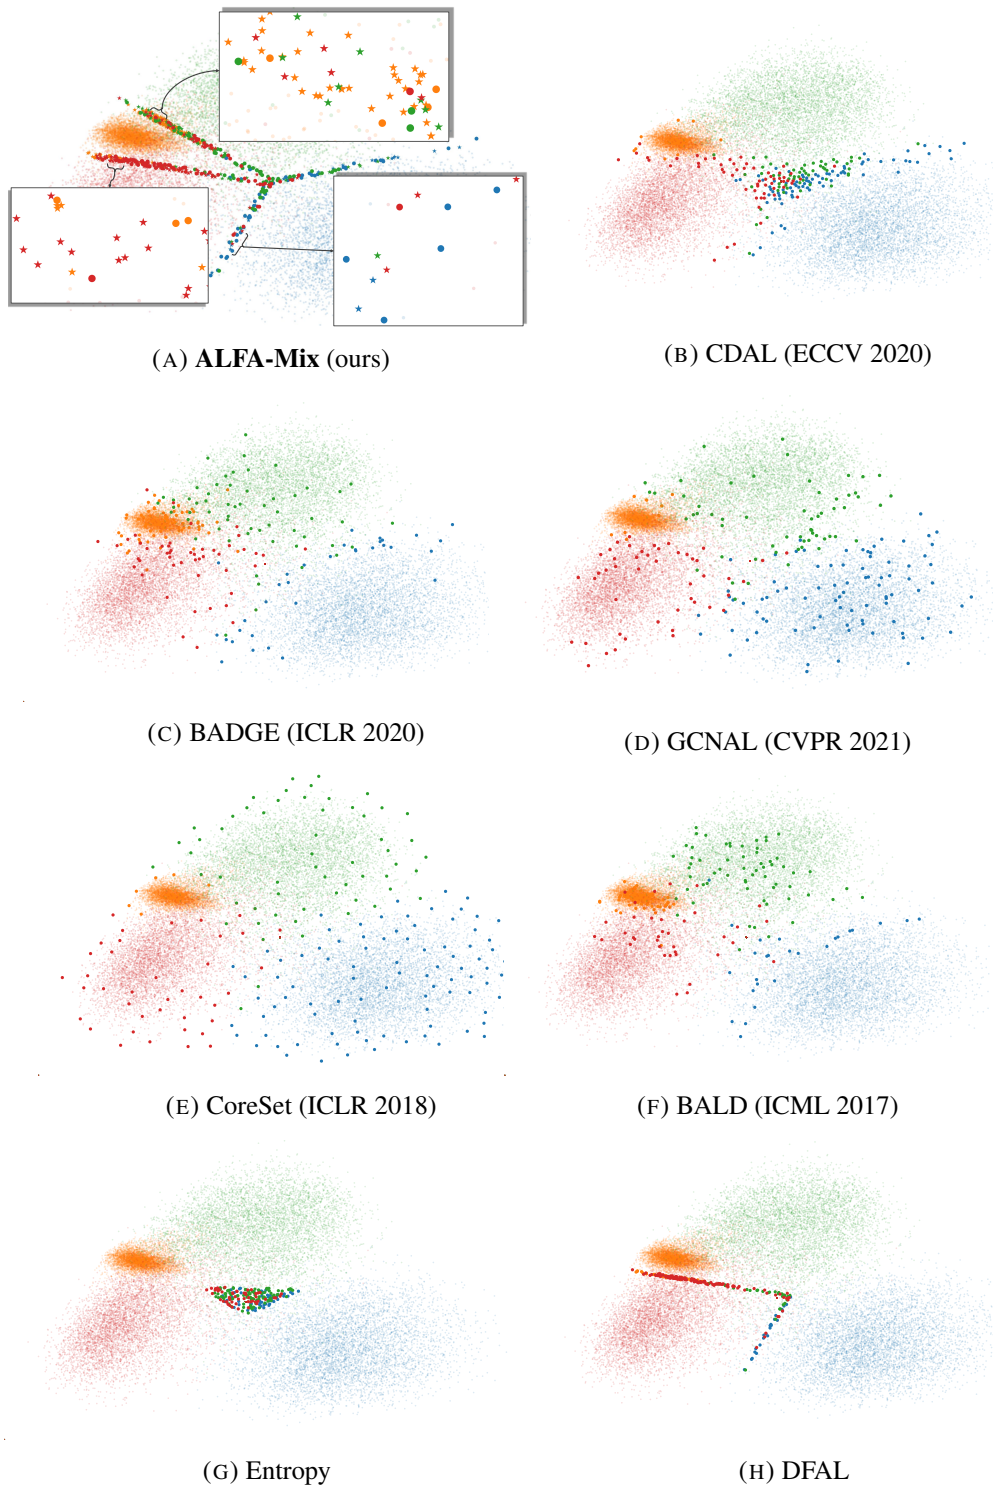 (A) ALFA-Mix (ours)
(B) CDAL (ECCV 2020)
(C) BADGE (ICLR 2020)
(D) GCNAL (CVPR 2021)
(E) CoreSet (ICLR 2018)
(F) BALD (ICML 2017)
(G) Entropy
(H) DFAL